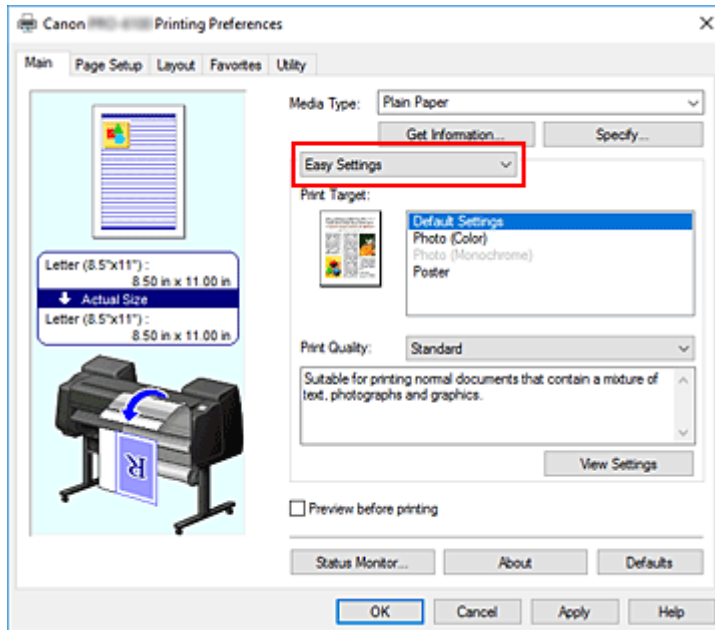 Canon Printing Preferences
Main
Page Setup
Layout
Favorites
Utility
Media Type:
Plain Paper
Get Information...
Specify...
Easy Settings
Print Target:
Default Settings
Photo (Color)
Photo (Monochrome)
Poster
Letter (8.5"x11") :
8.50 in x 11.00 in
Actual Size
Letter (8.5"x11") :
8.50 in x 11.00 in
R
Print Quality:
Standard
Suitable for printing normal documents that contain a mixture of
text, photographs and graphics.
View Settings
Preview before printing
Status Monitor...
About
Defaults
OK
Cancel
Apply
Help